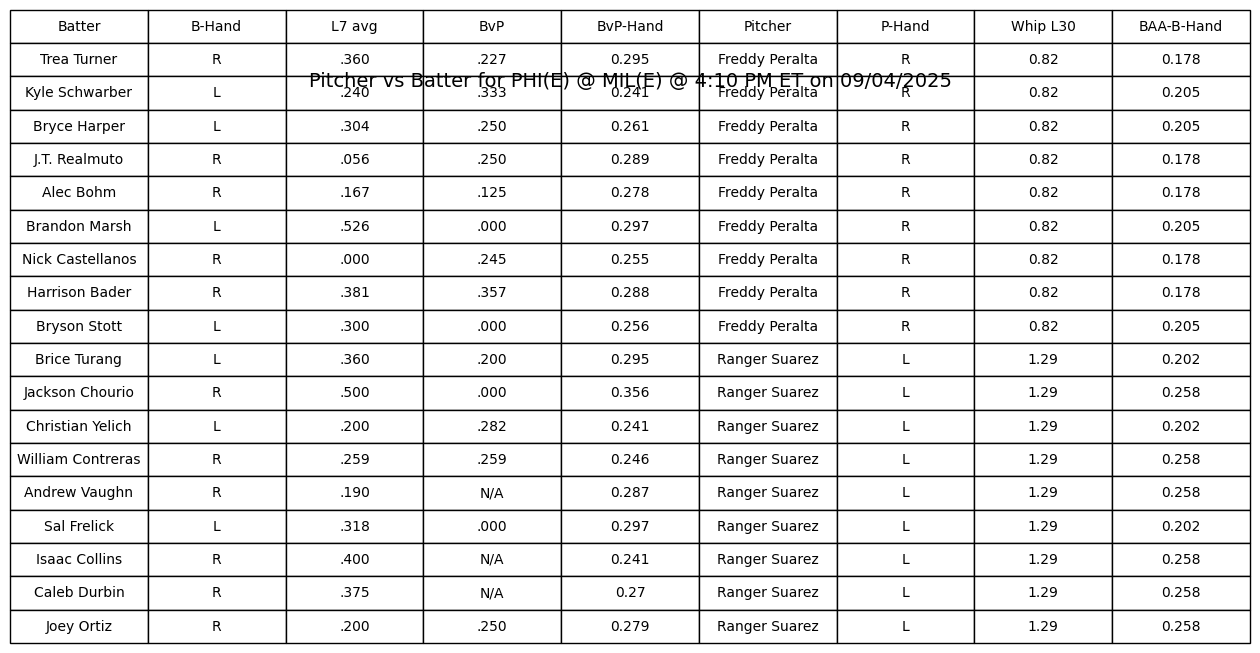 Batter B-Hand L7 avg BvP BvP-Hand Pitcher P-Hand Whip L30 BAA-B-Hand
Trea Turner R .360 .227 0.295 Freddy Peralta R 0.82 0.178
Pitcher vs Batter for PHI(E) @ MIL(E) @ 4:10 PM ET on 09/04/2025
Kyle Schwarber L .240 .333 0.241 Freddy Peralta R 0.82 0.205
Bryce Harper L .304 .250 0.261 Freddy Peralta R 0.82 0.205
J.T. Realmuto R .056 .250 0.289 Freddy Peralta R 0.82 0.178
Alec Bohm R .167 .125 0.278 Freddy Peralta R 0.82 0.178
Brandon Marsh L .526 .000 0.297 Freddy Peralta R 0.82 0.205
Nick Castellanos R .000 .245 0.255 Freddy Peralta R 0.82 0.178
Harrison Bader R .381 .357 0.288 Freddy Peralta R 0.82 0.178
Bryson Stott L .300 .000 0.256 Freddy Peralta R 0.82 0.205
Brice Turang L .360 .200 0.295 Ranger Suarez L 1.29 0.202
Jackson Chourio R .500 .000 0.356 Ranger Suarez L 1.29 0.258
Christian Yelich L .200 .282 0.241 Ranger Suarez L 1.29 0.202
William Contreras R .259 .259 0.246 Ranger Suarez L 1.29 0.258
Andrew Vaughn R .190 N/A 0.287 Ranger Suarez L 1.29 0.258
Sal Frelick L .318 .000 0.297 Ranger Suarez L 1.29 0.202
Isaac Collins R .400 N/A 0.241 Ranger Suarez L 1.29 0.258
Caleb Durbin R .375 N/A 0.27 Ranger Suarez L 1.29 0.258
Joey Ortiz R .200 .250 0.279 Ranger Suarez L 1.29 0.258